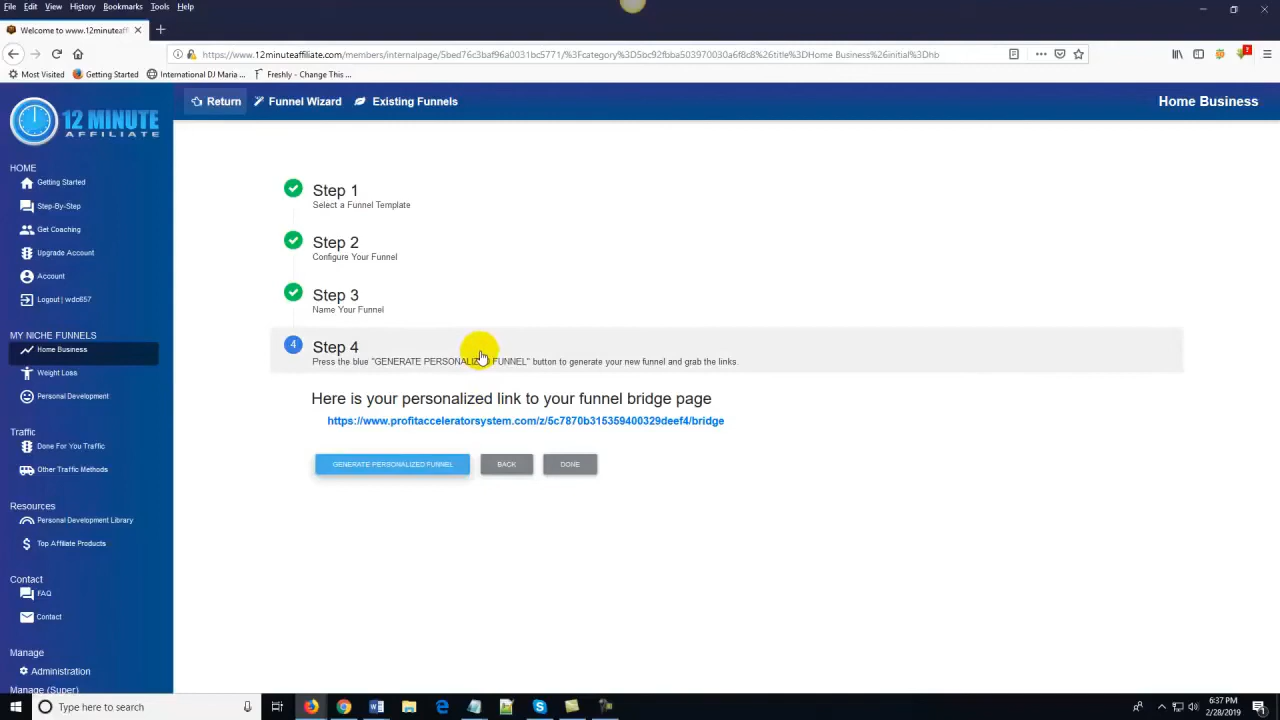 File Edit View History Bookmarks Tools Help
Welcome to www.12minuteaff
https://www.12minuteaffiliate.com/members/internalpage/5bed76c3baf96a0031bc5771/%3Fcategory%3D5bc92fbba503970030a6f8c8%26title%3DHome Business%26initial%3Dhb
Most Visited Getting Started International DJ Maria ... Freshly - Change This ...
7
12 MINUTE
AFFILIATE
Return Funnel Wizard Existing Funnels Home Business
HOME
Getting Started
Step-By-Step
Get Coaching
Upgrade Account
Account
Logout | wdc657
MY NICHE FUNNELS
Home Business
Weight Loss
Personal Development
Traffic
Done For You Traffic
Other Traffic Methods
Resources
Personal Development Library
Top Affiliate Products
Contact
FAQ
Contact
Manage
Administration
Manage (Super)
Step 1
Select a Funnel Template
Step 2
Configure Your Funnel
Step 3
Name Your Funnel
4 Step 4
Press the blue "GENERATE PERSONALIZED FUNNEL" button to generate your new funnel and grab the links.
Here is your personalized link to your funnel bridge page
https://www.profitacceleratorsystem.com/z/5c7870b315359400329deef4/bridge
GENERATE PERSONALIZED FUNNEL BACK DONE
Type here to search
6:37 PM
2/28/2019
1